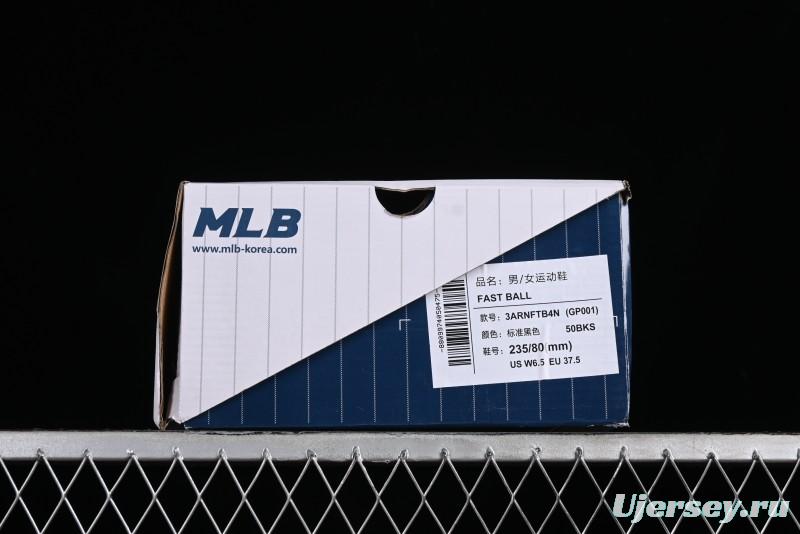 MLB
www.mlb-korea.com
品名：男/女运动鞋
FAST BALL
款号：3ARNFTB4N (GP001)
颜色：标准黑色 50BKS
鞋号：235/80(mm)
US W6.5 EU 37.5
Ujersey.ru